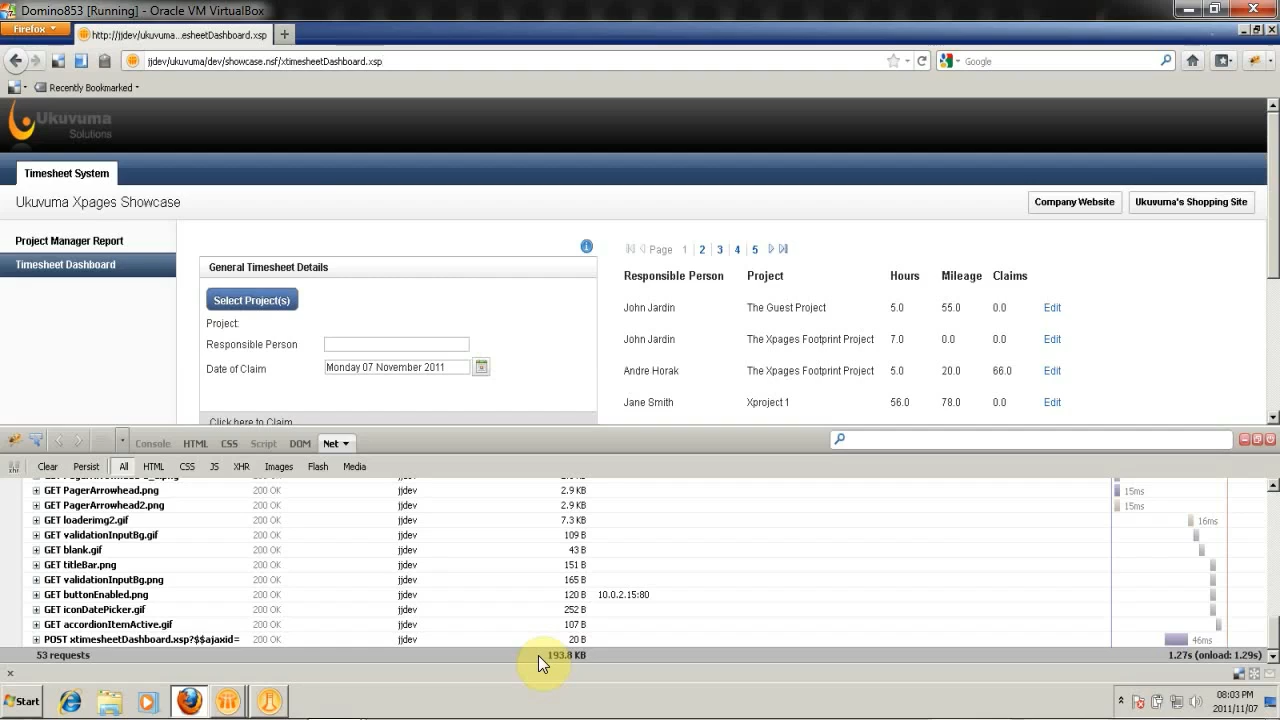 Domino853 [Running] - Oracle VM VirtualBox
Firefox
http://jjdev/ukuvuma...esheetDashboard.xsp
jjdev/ukuvuma/dev/showcase.nsf/xtimesheetDashboard.xsp
Google
Recently Bookmarked
Ukuvuma
Solutions
Timesheet System
Ukuvuma Xpages Showcase
Company Website
Ukuvuma's Shopping Site
Project Manager Report
Timesheet Dashboard
General Timesheet Details
Select Project(s)
Project:
Responsible Person
Date of Claim Monday 07 November 2011
Click here to Claim
Page 1 2 3 4 5
Responsible Person Project Hours Mileage Claims
John Jardin The Guest Project 5.0 55.0 0.0 Edit
John Jardin The Xpages Footprint Project 7.0 0.0 0.0 Edit
Andre Horak The Xpages Footprint Project 5.0 20.0 66.0 Edit
Jane Smith Xproject 1 56.0 78.0 0.0 Edit
Console HTML CSS Script DOM Net
Clear Persist All HTML CSS JS XHR Images Flash Media
GET PagerArrowhead.png 200 OK jjdev 2.9 KB 15ms
GET PagerArrowhead2.png 200 OK jjdev 2.9 KB 15ms
GET loaderimg2.gif 200 OK jjdev 7.3 KB 16ms
GET validationInputBg.gif 200 OK jjdev 109 B
GET blank.gif 200 OK jjdev 43 B
GET titleBar.png 200 OK jjdev 151 B
GET validationInputBg.png 200 OK jjdev 165 B
GET buttonEnabled.png 200 OK jjdev 120 B 10.0.2.15:80
GET iconDatePicker.gif 200 OK jjdev 252 B
GET accordionItemActive.gif 200 OK jjdev 107 B
POST xtimesheetDashboard.xsp?$$ajaxid= 200 OK jjdev 20 B 46ms
53 requests 193.8 KB 1.27s (onload: 1.29s)
Start
08:03 PM
2011/11/07